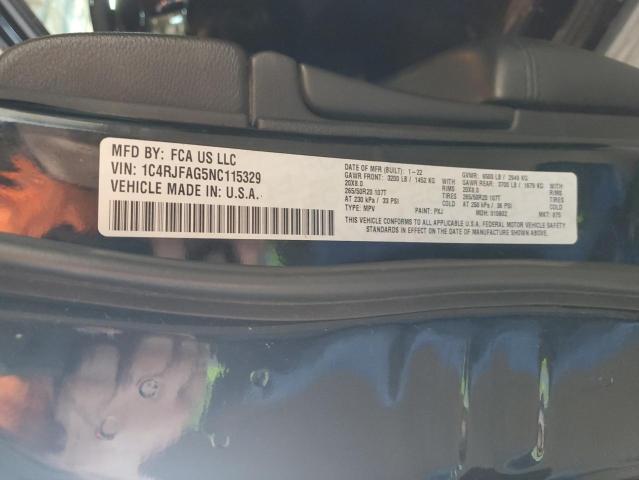 MFD BY: FCA US LLC
VIN: 1C4RJFAG5NC115329
VEHICLE MADE IN U.S.A.
DATE OF MFR (BUILT): 1-22 GVWR: 6500 LB / 2949 KG
GAWR FRONT: 3200 LB / 1452 KG WITH GAWR REAR: 3700 LB / 1679 KG WITH
20X8.0 RIMS 20X8.0 RIMS
265/50R20 107T TIRES 265/50R20 107T TIRES
AT 230 kPa / 33 PSI COLD AT 250 kPa / 36 PSI COLD
TYPE: MPV PAINT: PXJ MDH: 010602 MKT: 075
THIS VEHICLE CONFORMS TO ALL APPLICABLE U.S.A. FEDERAL MOTOR VEHICLE SAFETY
STANDARDS IN EFFECT ON THE DATE OF MANUFACTURE SHOWN ABOVE.